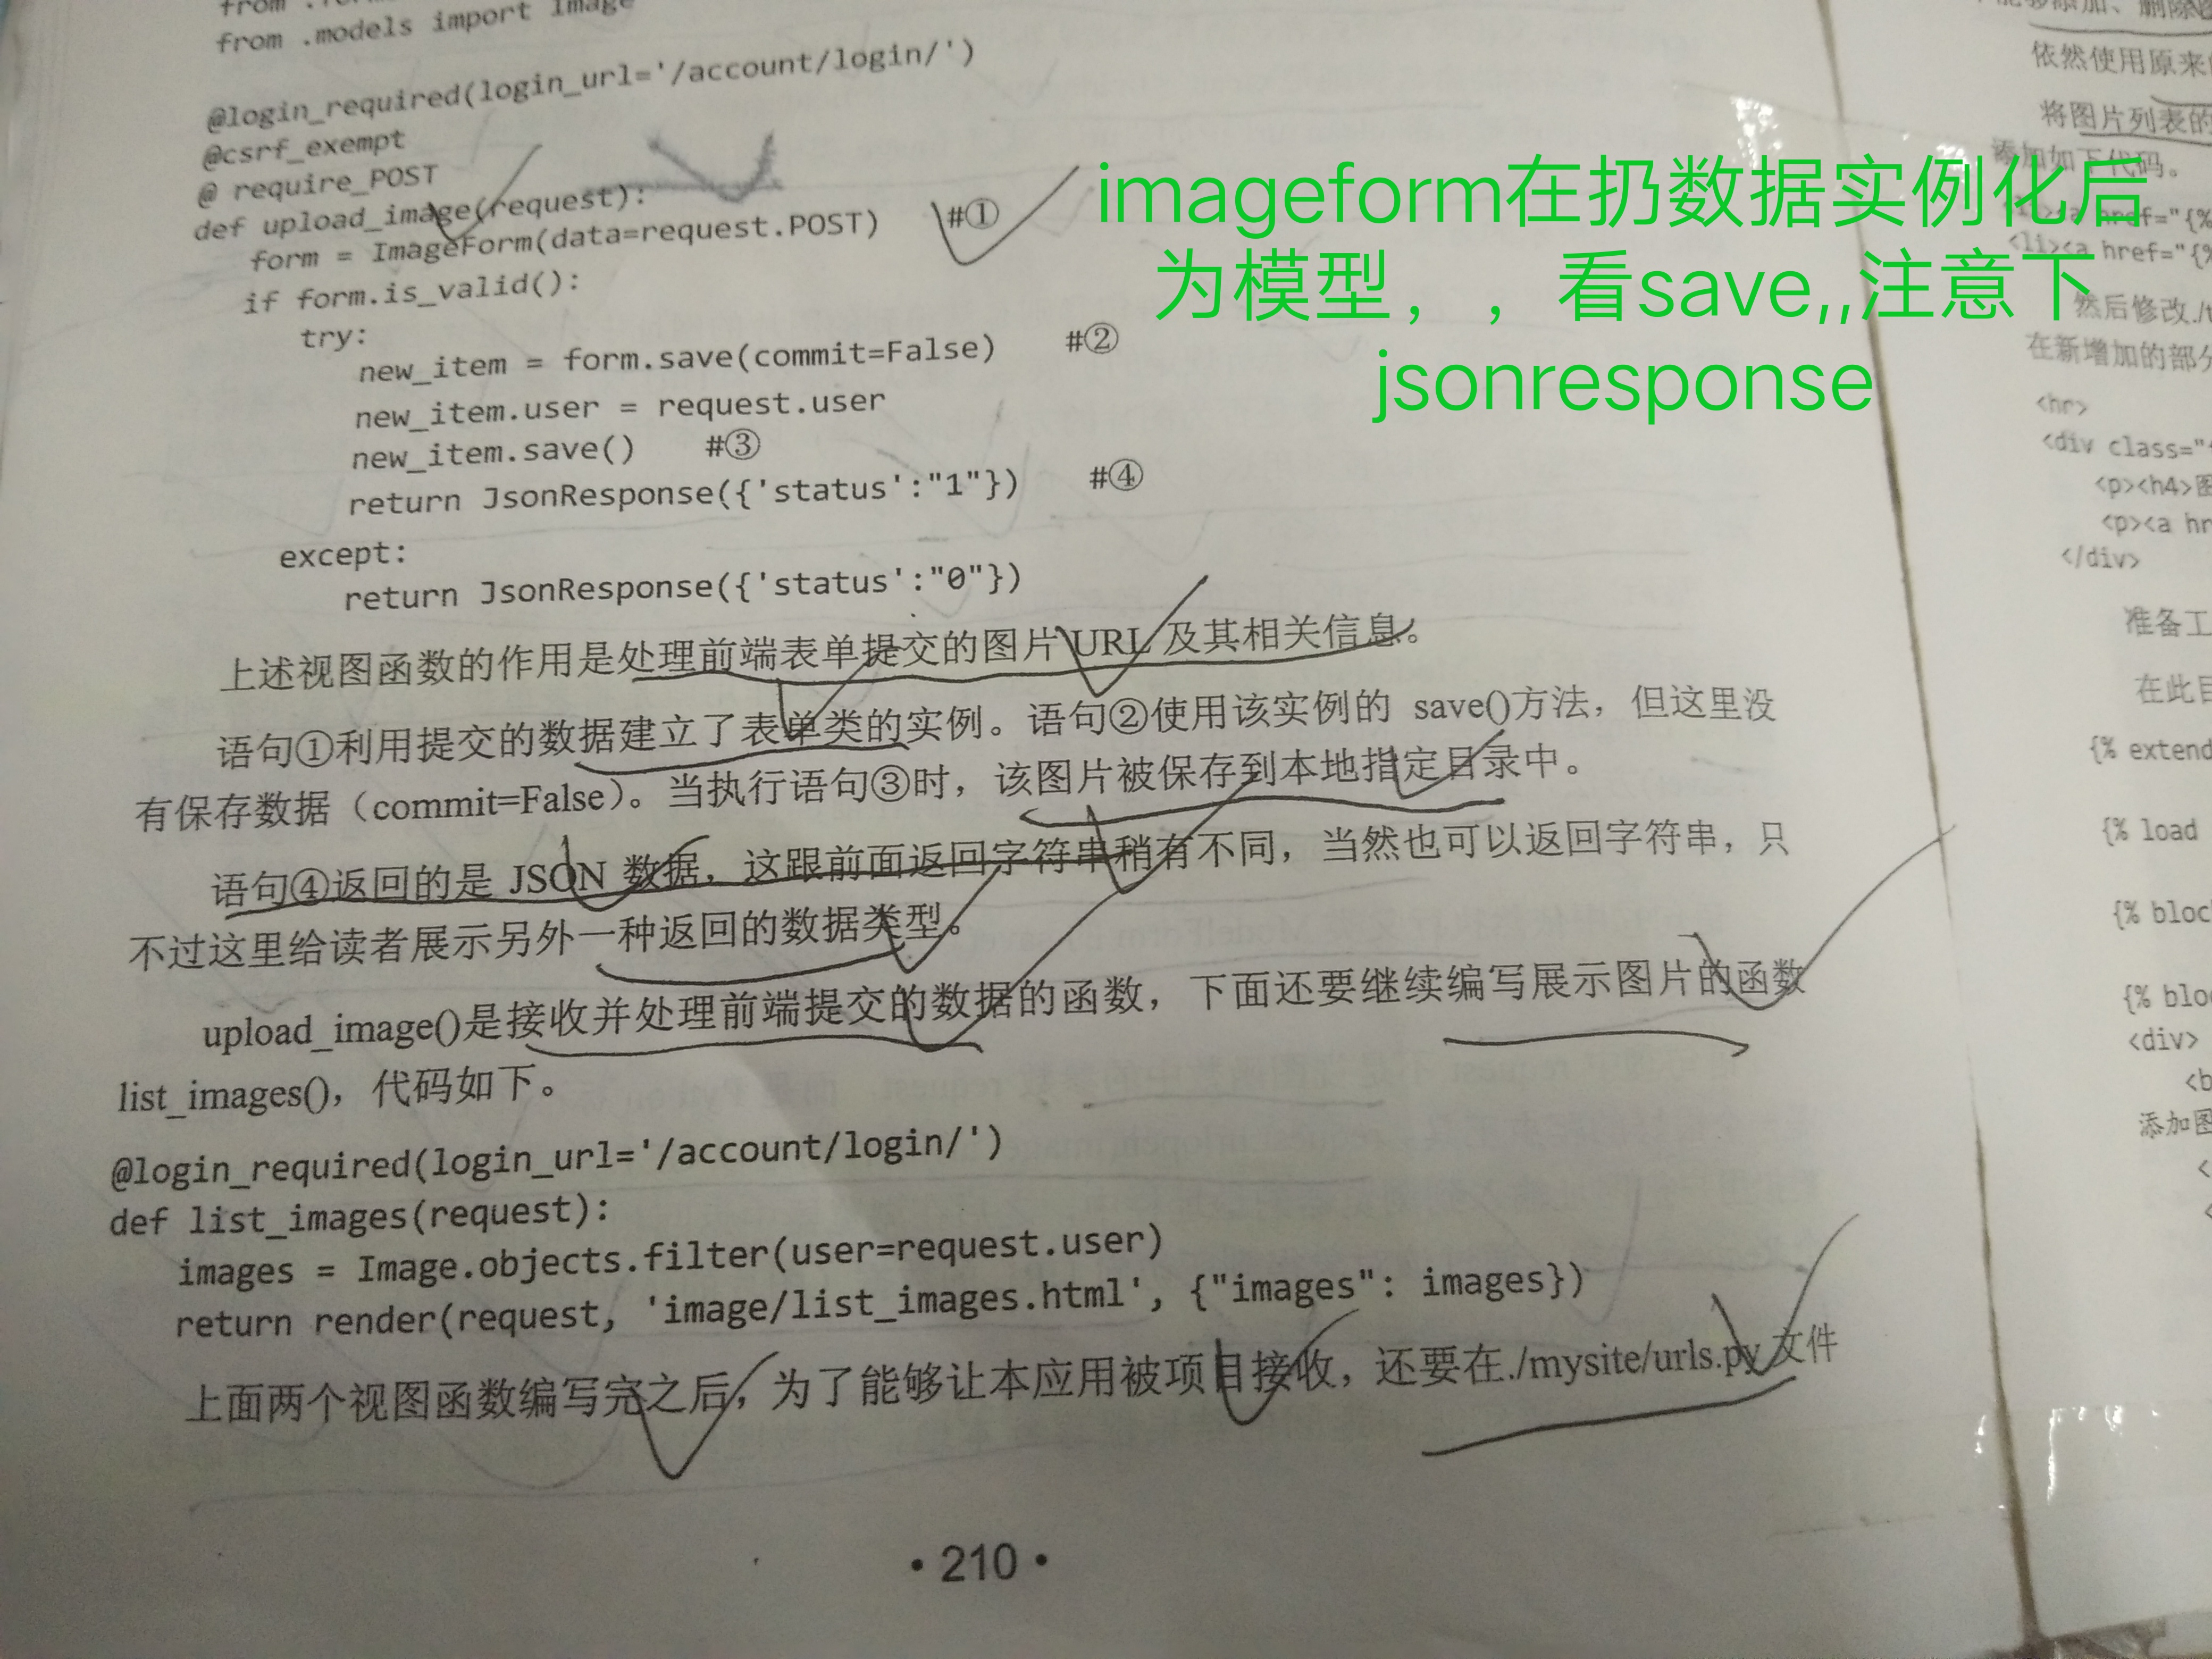 from .models import Image
@login_required(login_url='/account/login/')
@csrf_exempt
@ require_POST
def upload_image(request):
form = ImageForm(data=request.POST) #①
if form.is_valid():
try:
new_item = form.save(commit=False) #②
new_item.user = request.user
new_item.save() #③
return JsonResponse({'status':"1"}) #④
except:
return JsonResponse({'status':"0"})
上述视图函数的作用是处理前端表单提交的图片 URL 及其相关信息。
语句①利用提交的数据建立了表单类的实例。语句②使用该实例的 save()方法，但这里没
有保存数据（commit=False）。当执行语句③时，该图片被保存到本地指定目录中。
语句④返回的是 JSON 数据，这跟前面返回字符串稍有不同，当然也可以返回字符串，只
不过这里给读者展示另外一种返回的数据类型。
upload_image()是接收并处理前端提交的数据的函数，下面还要继续编写展示图片的函数
list_images()，代码如下。
@login_required(login_url='/account/login/')
def list_images(request):
images = Image.objects.filter(user=request.user)
return render(request, 'image/list_images.html', {"images": images})
上面两个视图函数编写完之后，为了能够让本应用被项目接收，还要在./mysite/urls.py 文件
•210•
imageform在扔数据实例化后
为模型，，看save,,注意下
jsonresponse
添加、删除
依然使用原来
将图片列表的
添加如下代码。
a href="{%
<li><a href="{%
然后修改./t
在新增加的部分
<hr>
<div class="
<p><h4>图
<p><a hr
</div>
准备工
在此目
{% extend
{% load
{% bloc
{% blo
<div>
<b
添加图
<
<